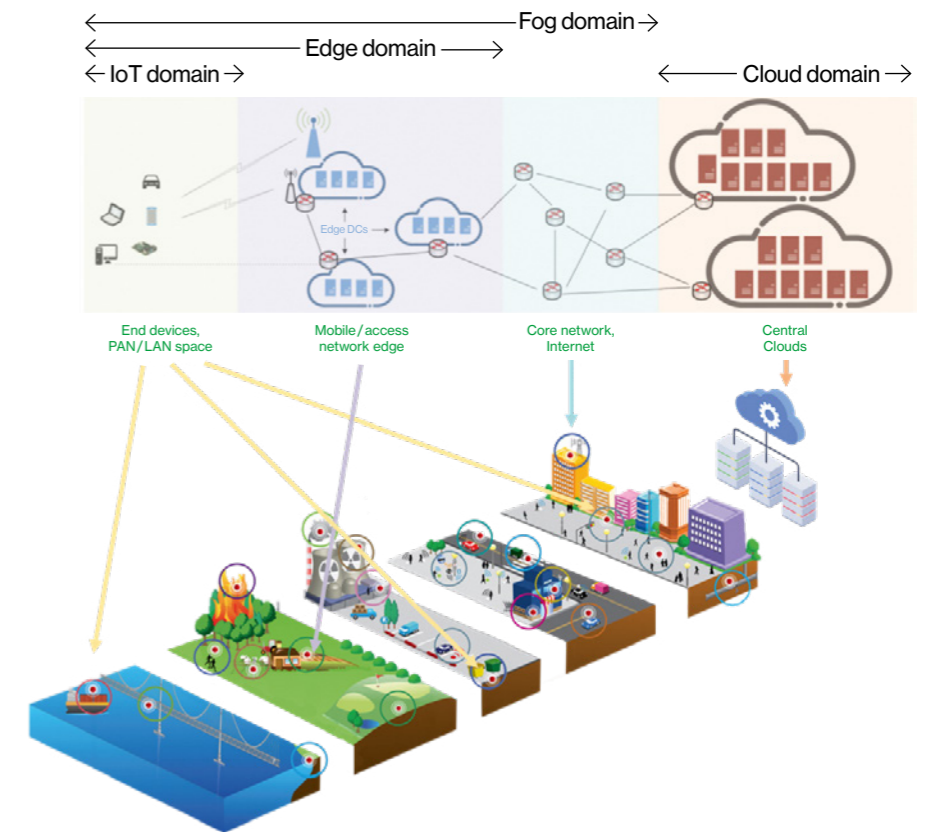 Fog domain
Edge domain
IoT domain
Cloud domain
Edge DCs
End devices,
PAN/LAN space
Mobile/access
network edge
Core network,
Internet
Central
Clouds